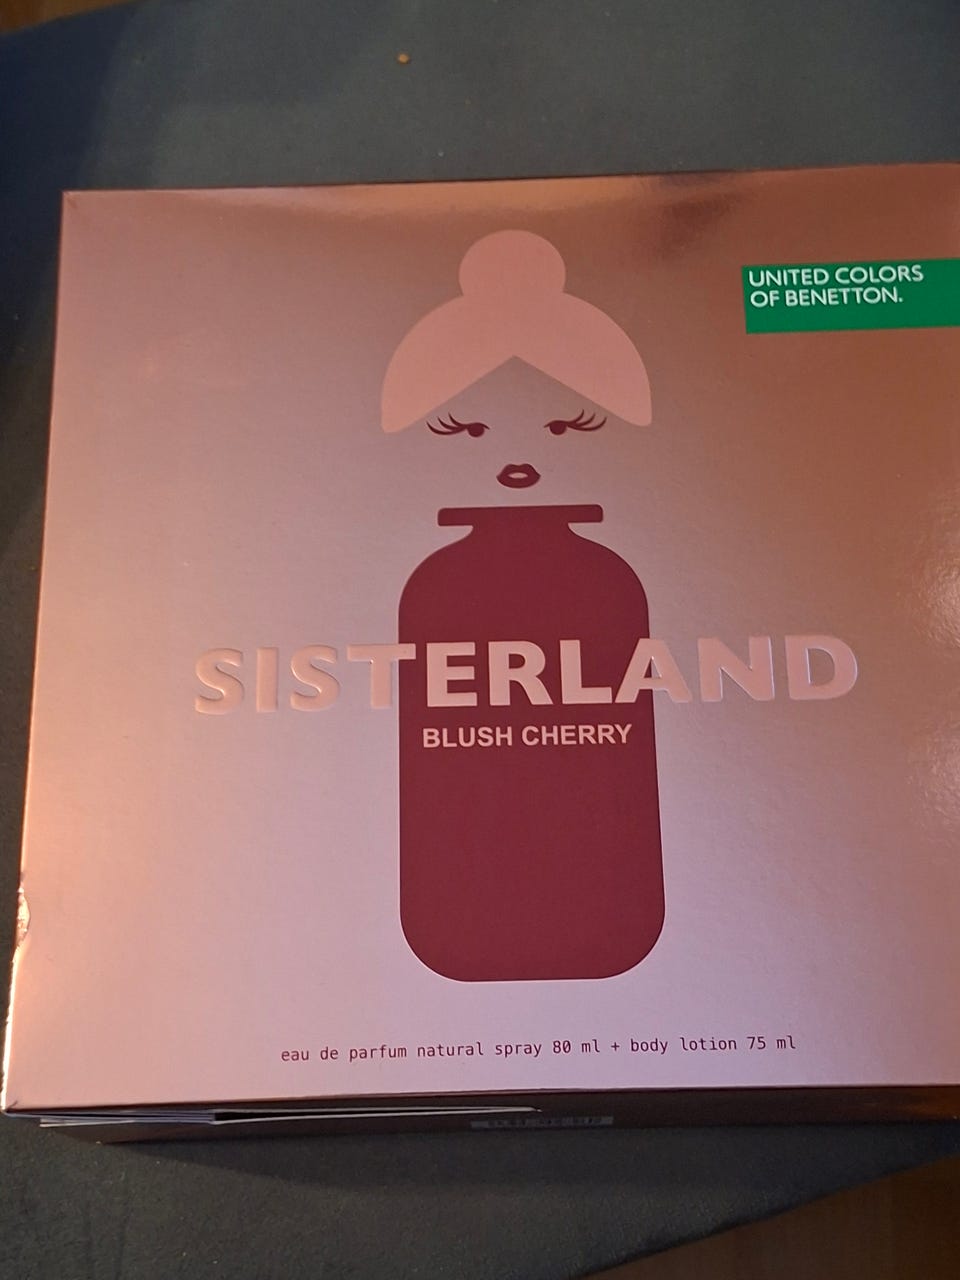 UNITED COLORS
OF BENETTON.
SISTERLAND
BLUSH CHERRY
eau de parfum natural spray 80 ml + body lotion 75 ml